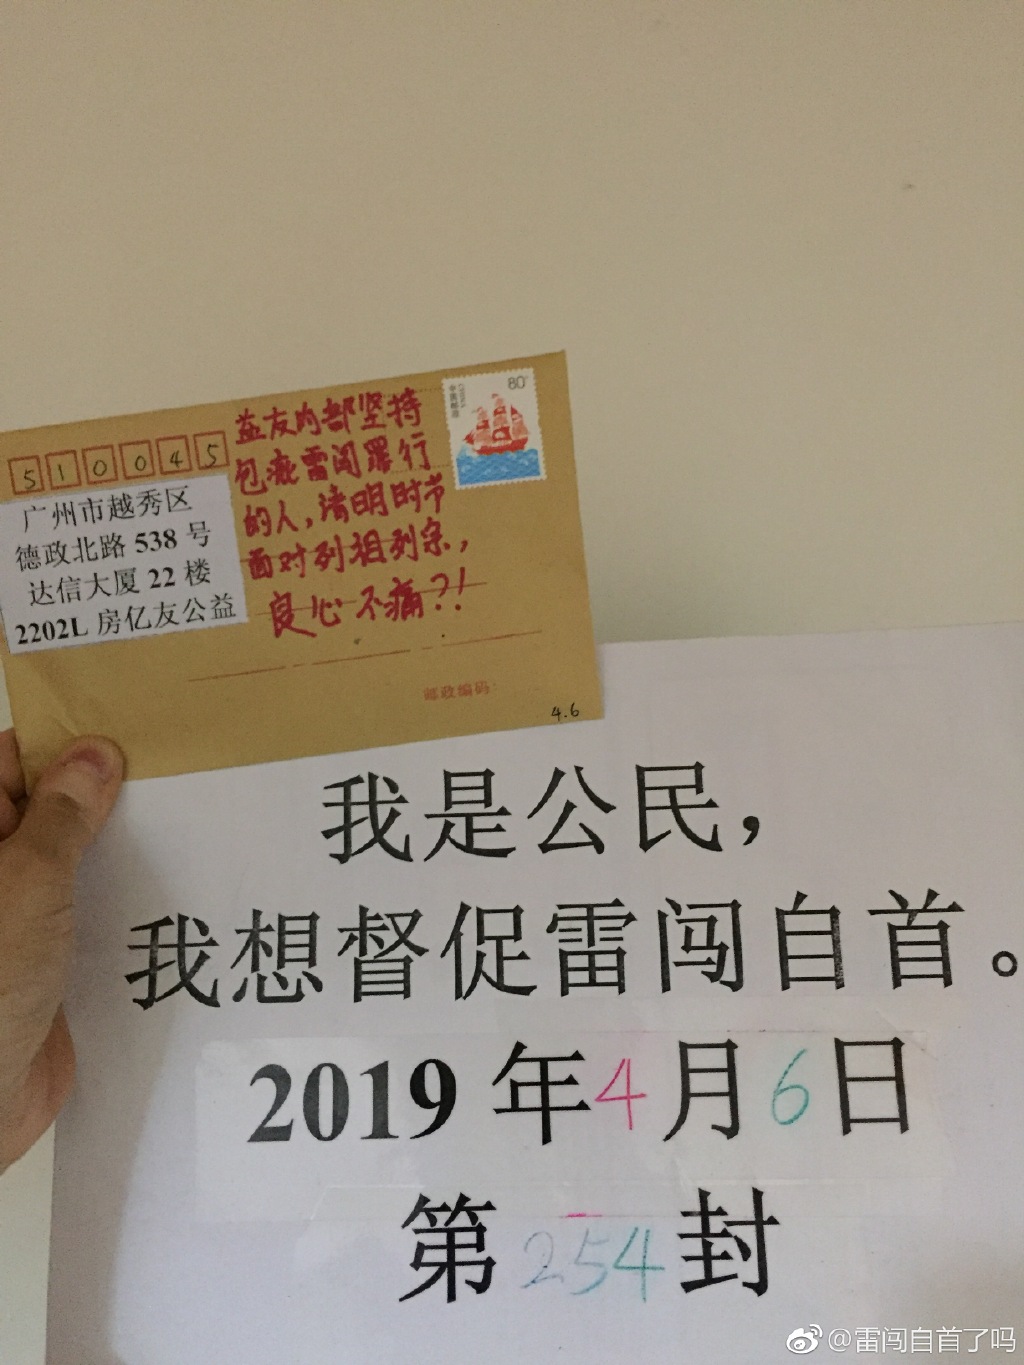 510045
广州市越秀区
德政北路 538 号
达信大厦 22 楼
2202L 房亿友公益
益友内部坚持
包庇雷闯罪行
的人，清明时节
面对列祖列宗，
良心不痛？！
80
中国邮政
CHINA
邮政编码
4.6
我是公民，
我想督促雷闯自首。
2019 年4月6日
第254封
@雷闯自首了吗